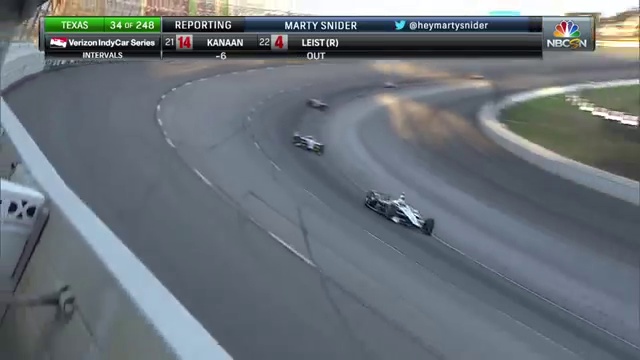 TEXAS 34 OF 248 REPORTING MARTY SNIDER @heymartysnider
Verizon IndyCar Series 21 14 KANAAN 22 4 LEIST (R) NBCSN
INTERVALS -6 OUT